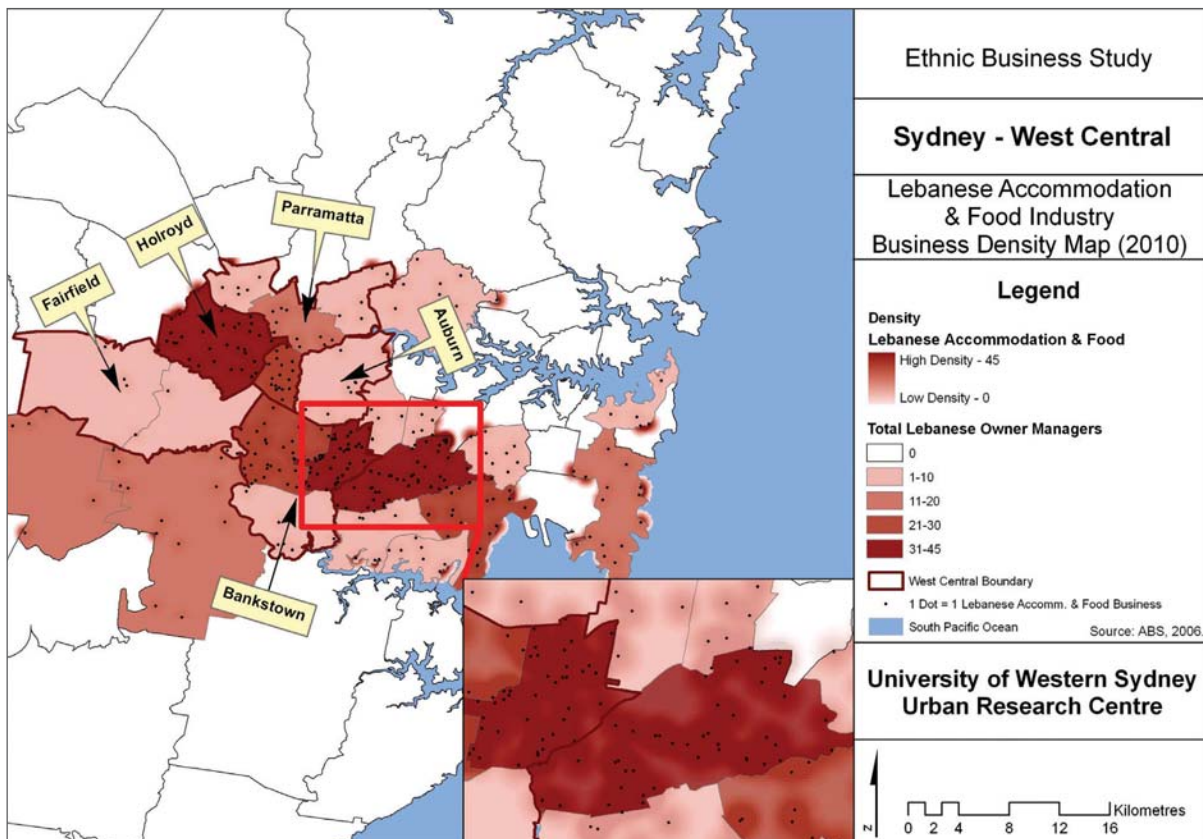 Ethnic Business Study
Sydney - West Central
Lebanese Accommodation
& Food Industry
Business Density Map (2010)
Legend
Density
Lebanese Accommodation & Food
High Density - 45
Low Density - 0
Total Lebanese Owner Managers
0
1-10
11-20
21-30
31-45
West Central Boundary
1 Dot = 1 Lebanese Accomm. & Food Business
South Pacific Ocean
Source: ABS, 2006.
University of Western Sydney
Urban Research Centre
N
Kilometres
0 2 4 8 12 16
Parramatta
Holroyd
Fairfield
Auburn
Bankstown